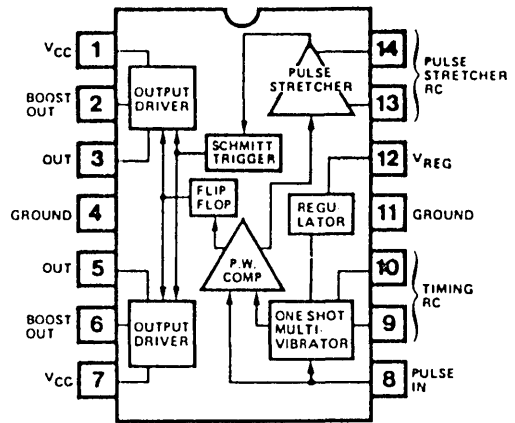 VCC 1
BOOST
OUT 2
OUT 3
GROUND 4
OUT 5
BOOST
OUT 6
VCC 7
14
13
PULSE
STRETCHER
RC
12 VREG
11 GROUND
10
9
TIMING
RC
8 PULSE
IN
OUTPUT
DRIVER
PULSE
STRETCHER
SCHMITT
TRIGGER
FLIP
FLOP
REGU-
LATOR
P.W.
COMP
OUTPUT
DRIVER
ONE SHOT
MULTI-
VIBRATOR